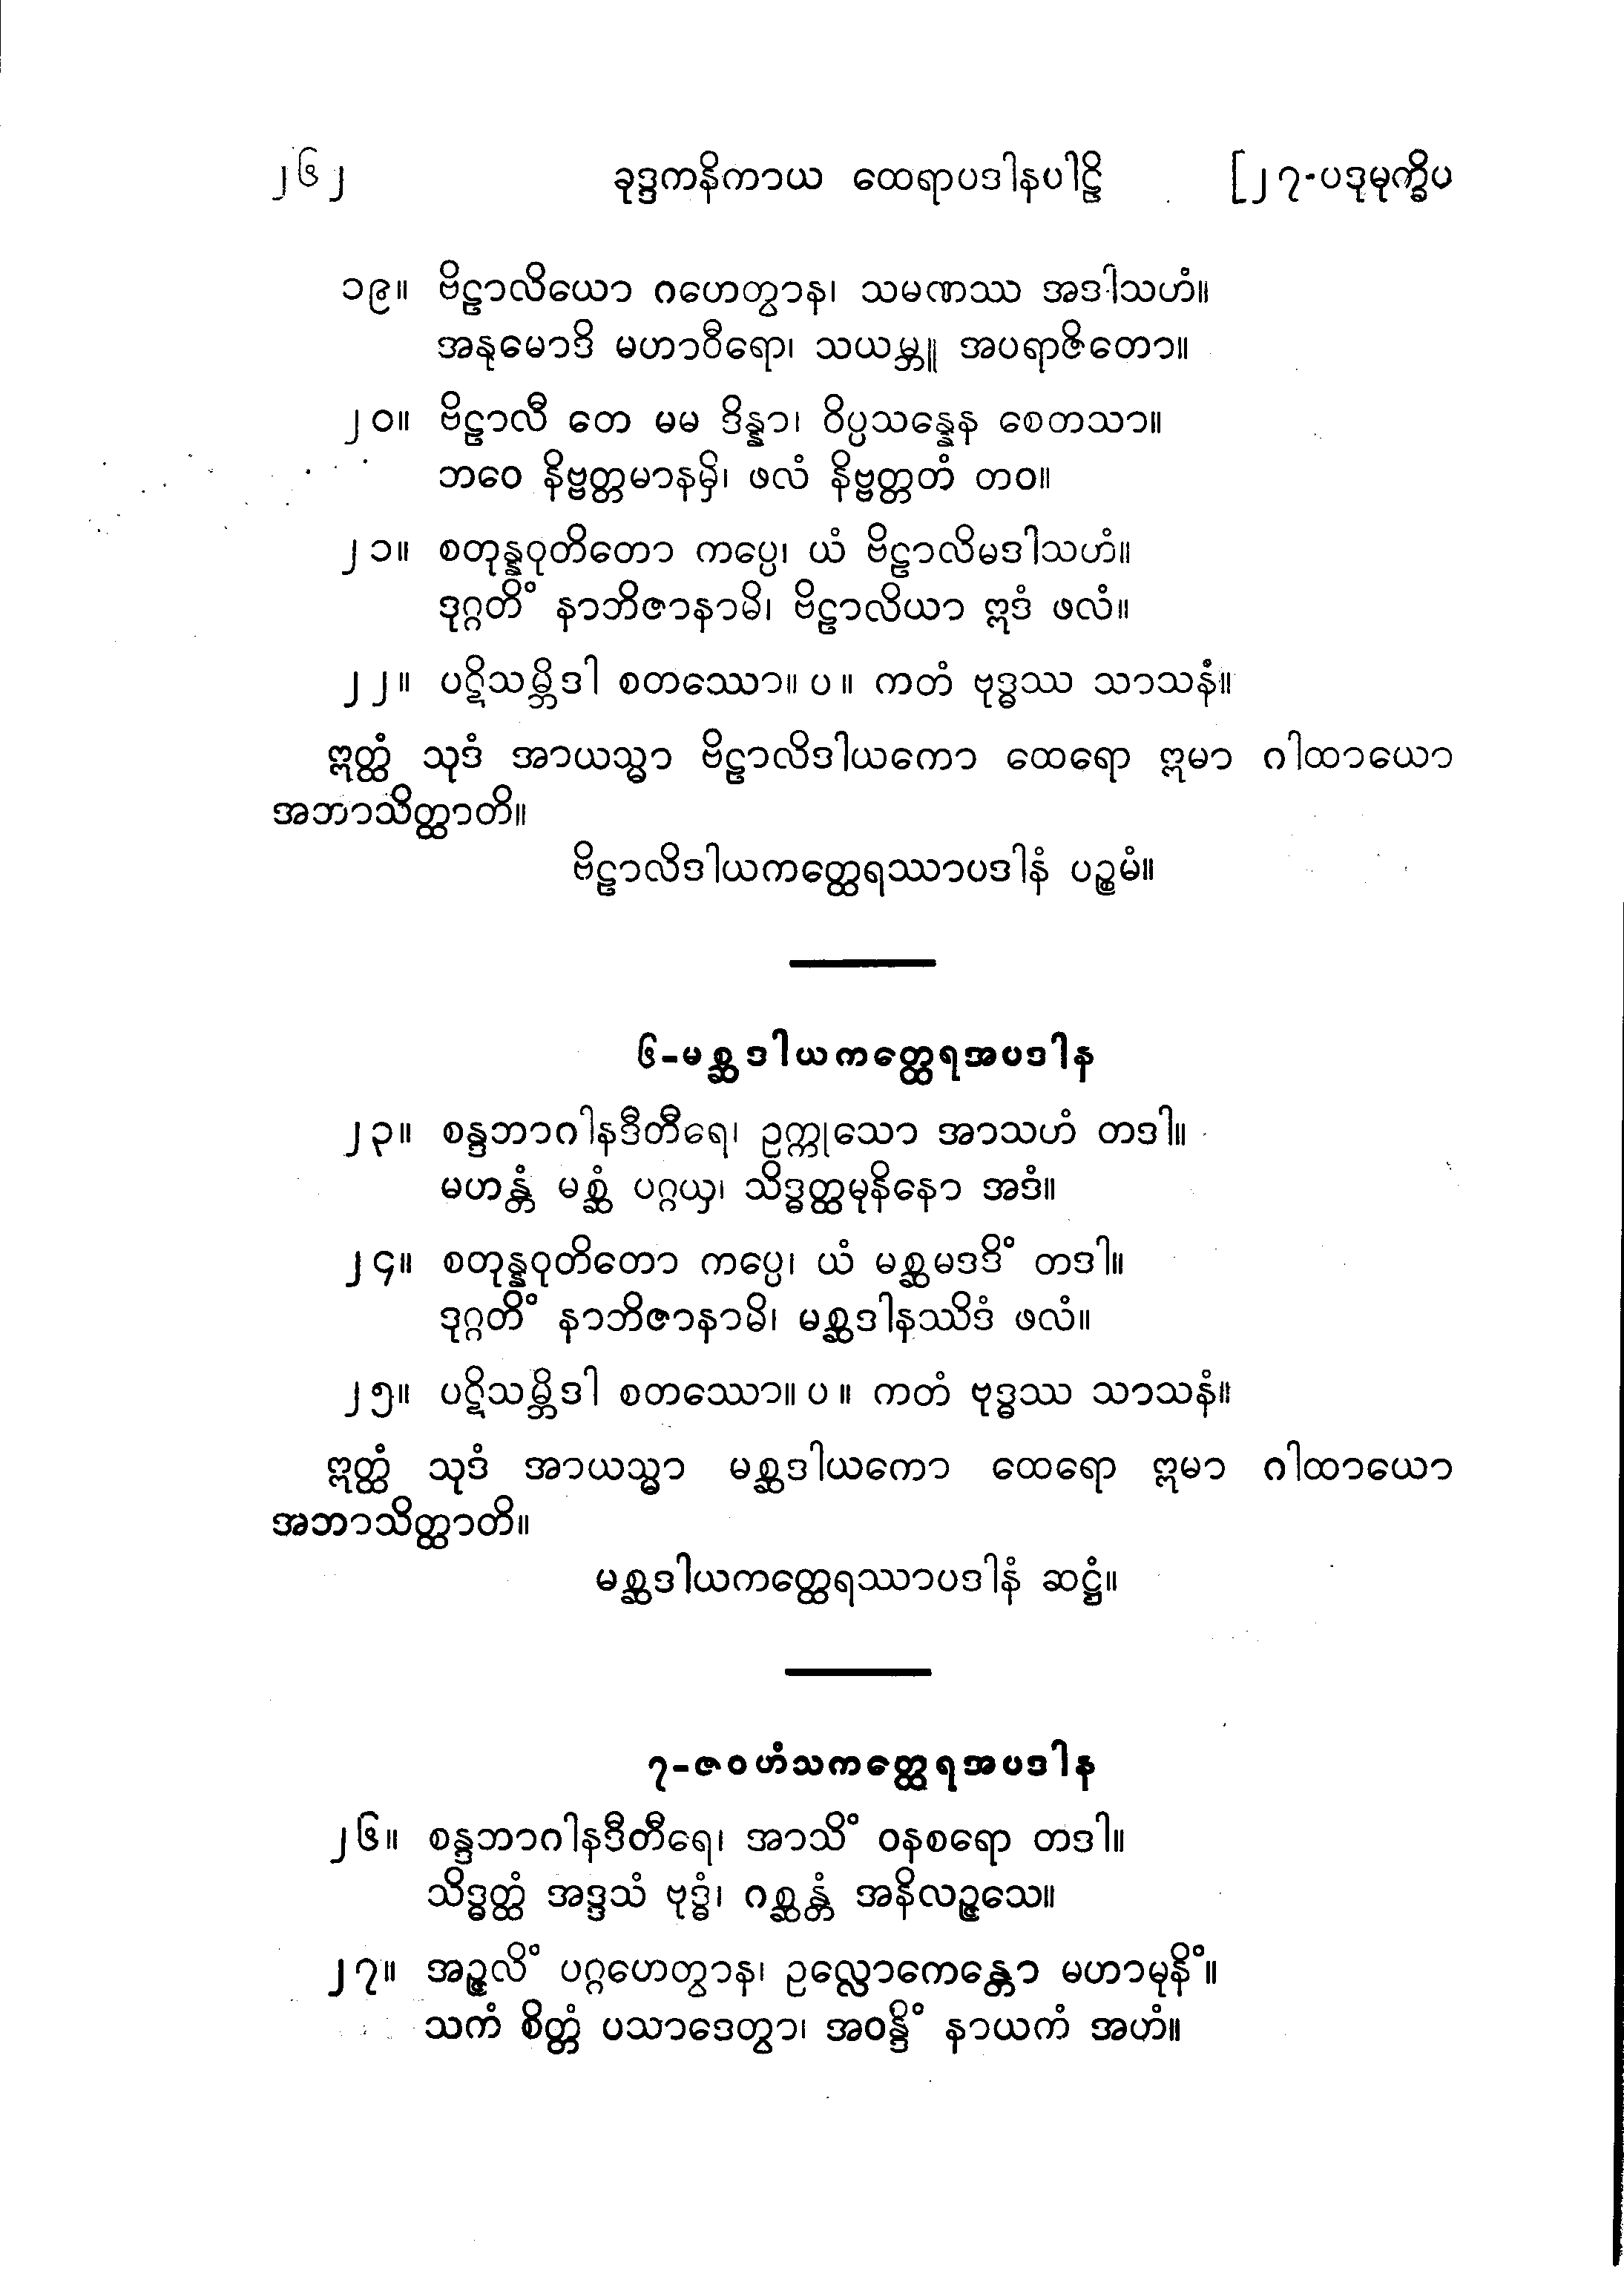 ၂၆၂ ခုဒ္ဒကနိကာယ ထေရာပဒါနပါဠိ [၂၇-ပဒုမုက္ခိပ
၁၉။ ဗိဠာလိယော ဂဟေတွာန၊ သမဏဿ အဒါသဟံ။
အနုမောဒိ မဟာဝီရော၊ သယမ္ဘူ အပရာဇိတော။
၂၀။ ဗိဠာလီ တေ မမ ဒိန္နာ၊ ဝိပ္ပသန္နေန စေတသာ။
ဘဝေ နိဗ္ဗတ္တမာနမှိ၊ ဖလံ နိဗ္ဗတ္တတံ တဝ။
၂၁။ စတုန္နဝုတိတော ကပ္ပေ၊ ယံ ဗိဠာလိမဒါသဟံ။
ဒုဂ္ဂတိံ နာဘိဇာနာမိ၊ ဗိဠာလိယာ ဣဒံ ဖလံ။
၂၂။ ပဋိသမ္ဘိဒါ စတဿော။ ပ ။ ကတံ ဗုဒ္ဓဿ သာသနံ။
ဣတ္ထံ သုဒံ အာယသ္မာ ဗိဠာလိဒါယကော ထေရော ဣမာ ဂါထာယော
အဘာသိတ္ထာတိ။
ဗိဠာလိဒါယကတ္ထေရဿာပဒါနံ ပဉ္စမံ။
၆-မစ္ဆဒါယကတ္ထေရအပဒါန
၂၃။ စန္ဒဘာဂါနဒီတီရေ၊ ဥက္ကုသော အာသဟံ တဒါ။
မဟန္တံ မစ္ဆံ ပဂ္ဂယှ၊ သိဒ္ဓတ္ထမုနိနော အဒံ။
၂၄။ စတုန္နဝုတိတော ကပ္ပေ၊ ယံ မစ္ဆမဒဒိံ တဒါ။
ဒုဂ္ဂတိံ နာဘိဇာနာမိ၊ မစ္ဆဒါနဿိဒံ ဖလံ။
၂၅။ ပဋိသမ္ဘိဒါ စတဿော။ ပ ။ ကတံ ဗုဒ္ဓဿ သာသနံ။
ဣတ္ထံ သုဒံ အာယသ္မာ မစ္ဆဒါယကော ထေရော ဣမာ ဂါထာယော
အဘာသိတ္ထာတိ။
မစ္ဆဒါယကတ္ထေရဿာပဒါနံ ဆဋ္ဌံ။
၇-ဇဝဟံသကတ္ထေရအပဒါန
၂၆။ စန္ဒဘာဂါနဒီတီရေ၊ အာသိံ ဝနစရော တဒါ။
သိဒ္ဓတ္ထံ အဒ္ဒသံ ဗုဒ္ဓံ၊ ဂစ္ဆန္တံ အနိလဉ္ဇသေ။
၂၇။ အဉ္ဇလိံ ပဂ္ဂဟေတွာန၊ ဥလ္လောကေန္တော မဟာမုနိံ။
သကံ စိတ္တံ ပသာဒေတွာ၊ အဝန္ဒိံ နာယကံ အဟံ။